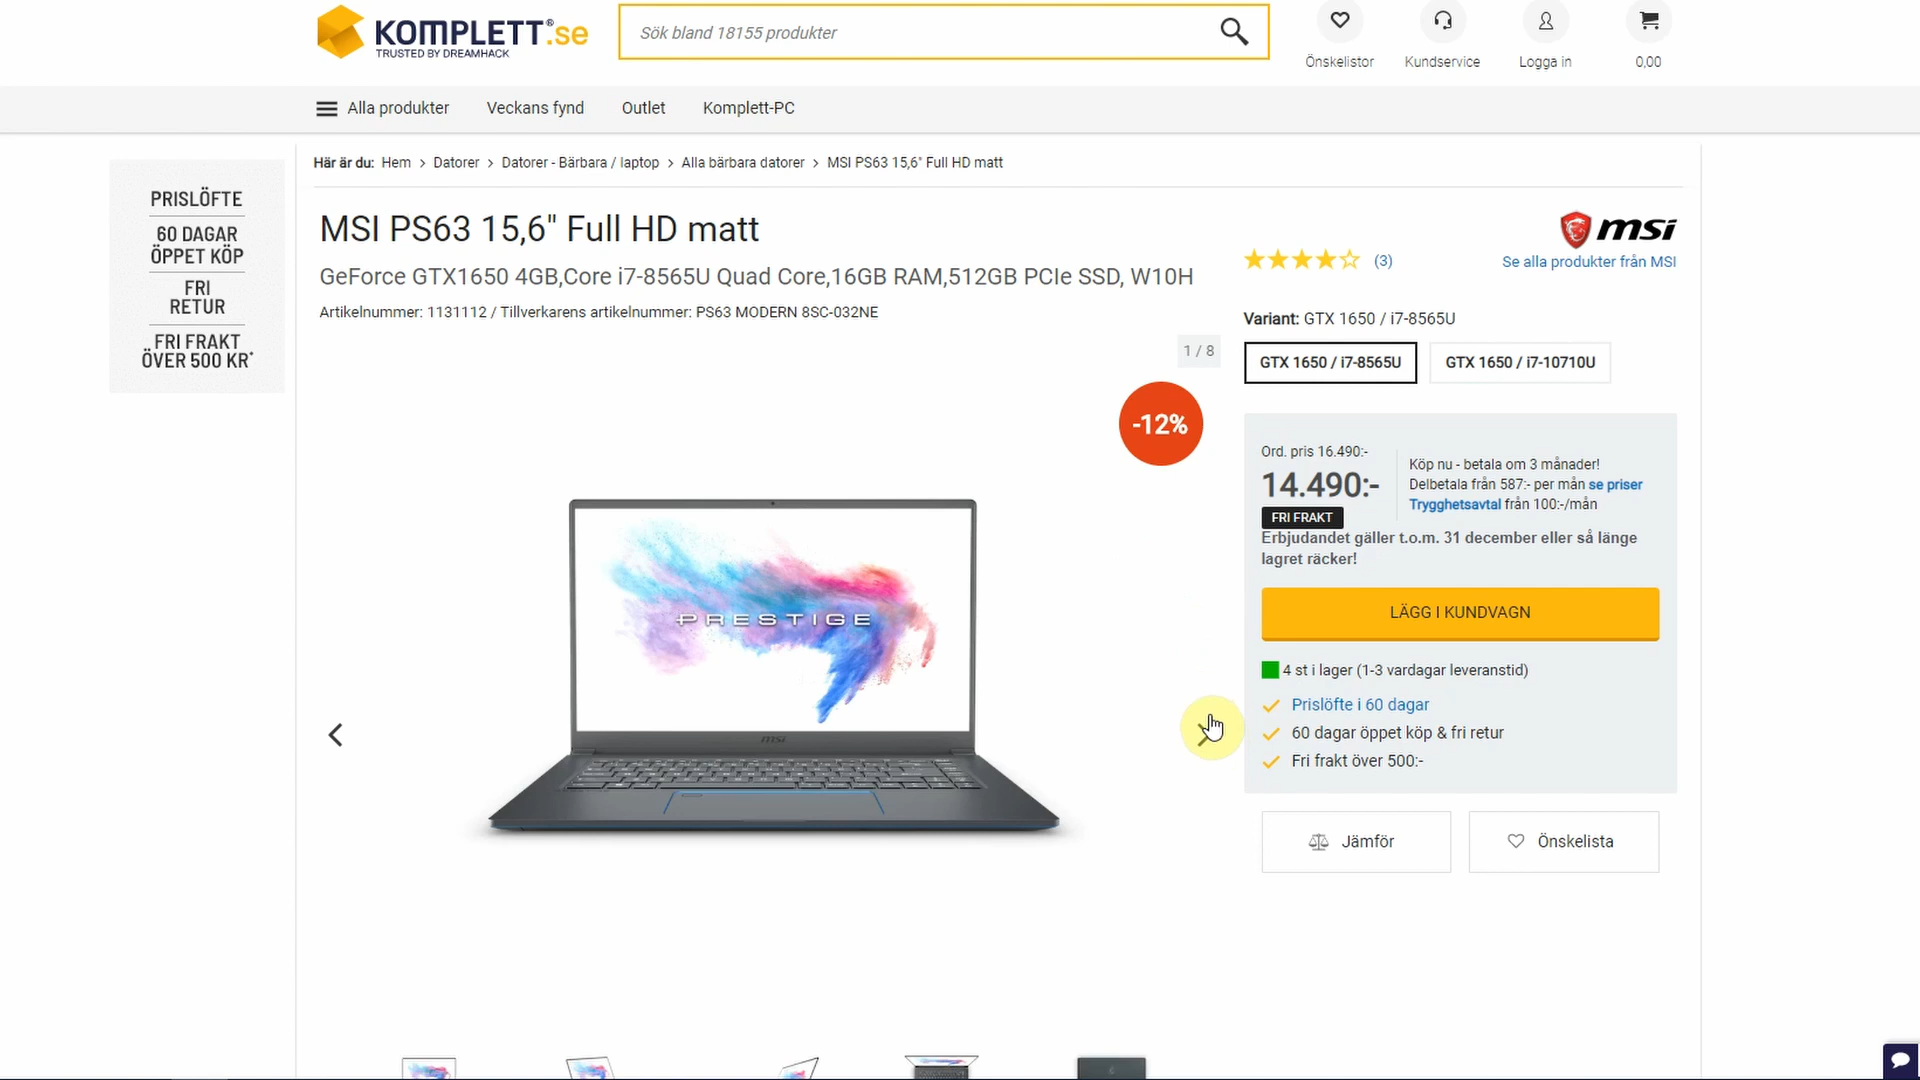 KOMPLETT®.se
TRUSTED BY DREAMHACK
Sök bland 18155 produkter
Önskelistor
Kundservice
Logga in
0,00
Alla produkter
Veckans fynd
Outlet
Komplett-PC
PRISLÖFTE
60 DAGAR
ÖPPET KÖP
FRI
RETUR
FRI FRAKT
ÖVER 500 KR*
Här är du: Hem > Datorer > Datorer - Bärbara / laptop > Alla bärbara datorer > MSI PS63 15,6" Full HD matt
MSI PS63 15,6" Full HD matt
GeForce GTX1650 4GB,Core i7-8565U Quad Core,16GB RAM,512GB PCIe SSD, W10H
Artikelnummer: 1131112 / Tillverkarens artikelnummer: PS63 MODERN 8SC-032NE
1 / 8
-12%
PRESTIGE
msi
msi
(3)
Se alla produkter från MSI
Variant: GTX 1650 / i7-8565U
GTX 1650 / i7-8565U
GTX 1650 / i7-10710U
Ord. pris 16.490:-
14.490:-
FRI FRAKT
Köp nu - betala om 3 månader!
Delbetala från 587:- per mån se priser
Trygghetsavtal från 100:-/mån
Erbjudandet gäller t.o.m. 31 december eller så länge
lagret räcker!
LÄGG I KUNDVAGN
4 st i lager (1-3 vardagar leveranstid)
Prislöfte i 60 dagar
60 dagar öppet köp & fri retur
Fri frakt över 500:-
Jämför
Önskelista